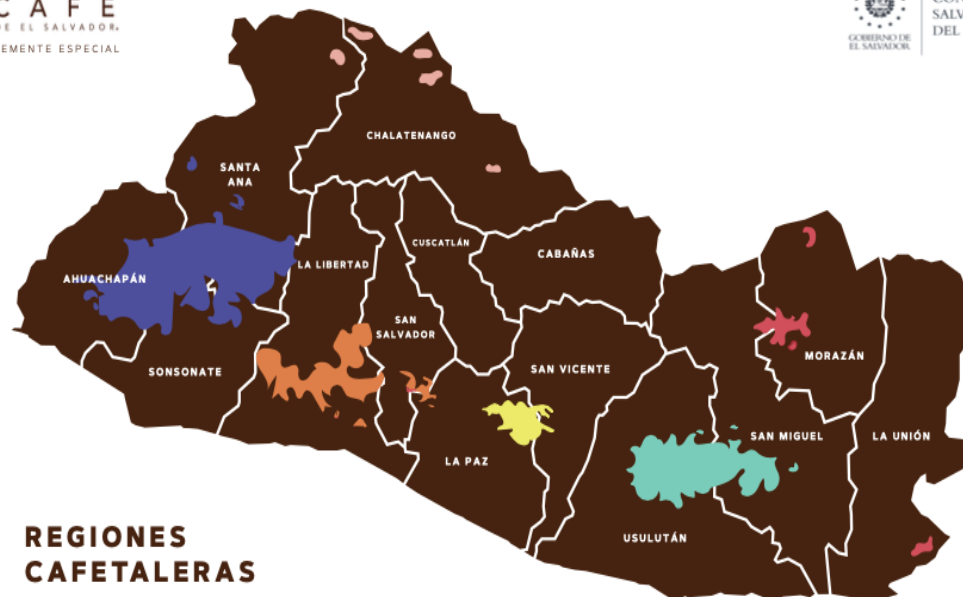 CAFÉ
DE EL SALVADOR
EMENTE ESPECIAL
GOBIERNO DE
EL SALVADOR
SALV
DEL
CHALATENANGO
SANTA
ANA
CUSCATLÁN
CABAÑAS
LA LIBERTAD
AHUACHAPÁN
SAN
SALVADOR
MORAZÁN
SONSONATE
SAN VICENTE
SAN MIGUEL
LA UNIÓN
LA PAZ
USULUTÁN
REGIONES
CAFETALERAS